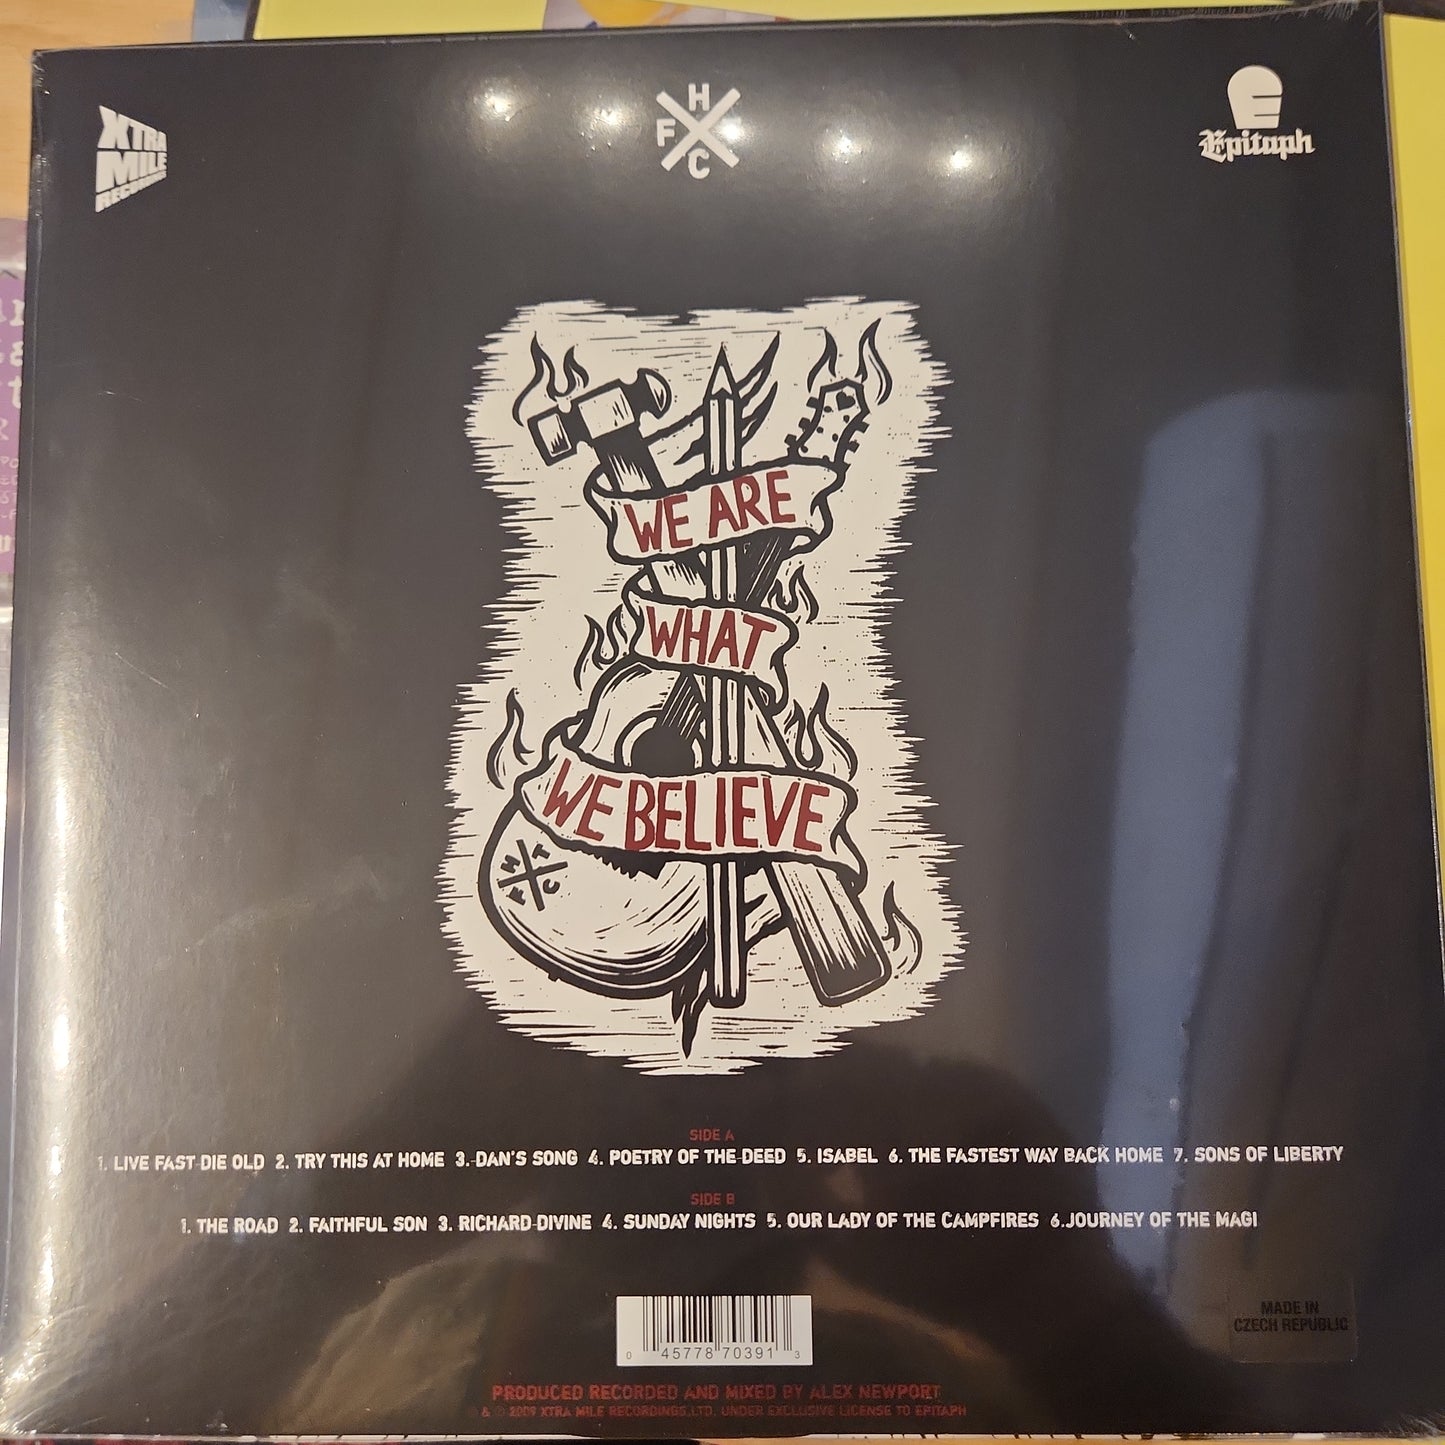 XTRA
MILE
RECORDINGS
H
F C
Epitaph
WE ARE
WHAT
WE BELIEVE
H T
F C
SIDE A
1. LIVE FAST DIE OLD 2. TRY THIS AT HOME 3. DAN'S SONG 4. POETRY OF THE DEED 5. ISABEL 6. THE FASTEST WAY BACK HOME 7. SONS OF LIBERTY
SIDE B
1. THE ROAD 2. FAITHFUL SON 3. RICHARD DIVINE 4. SUNDAY NIGHTS 5. OUR LADY OF THE CAMPFIRES 6.JOURNEY OF THE MAGI
MADE IN
CZECH REPUBLIC
0 45778 70391 3
PRODUCED RECORDED AND MIXED BY ALEX NEWPORT
& ℗ 2009 XTRA MILE RECORDINGS LTD. UNDER EXCLUSIVE LICENSE TO EPITAPH